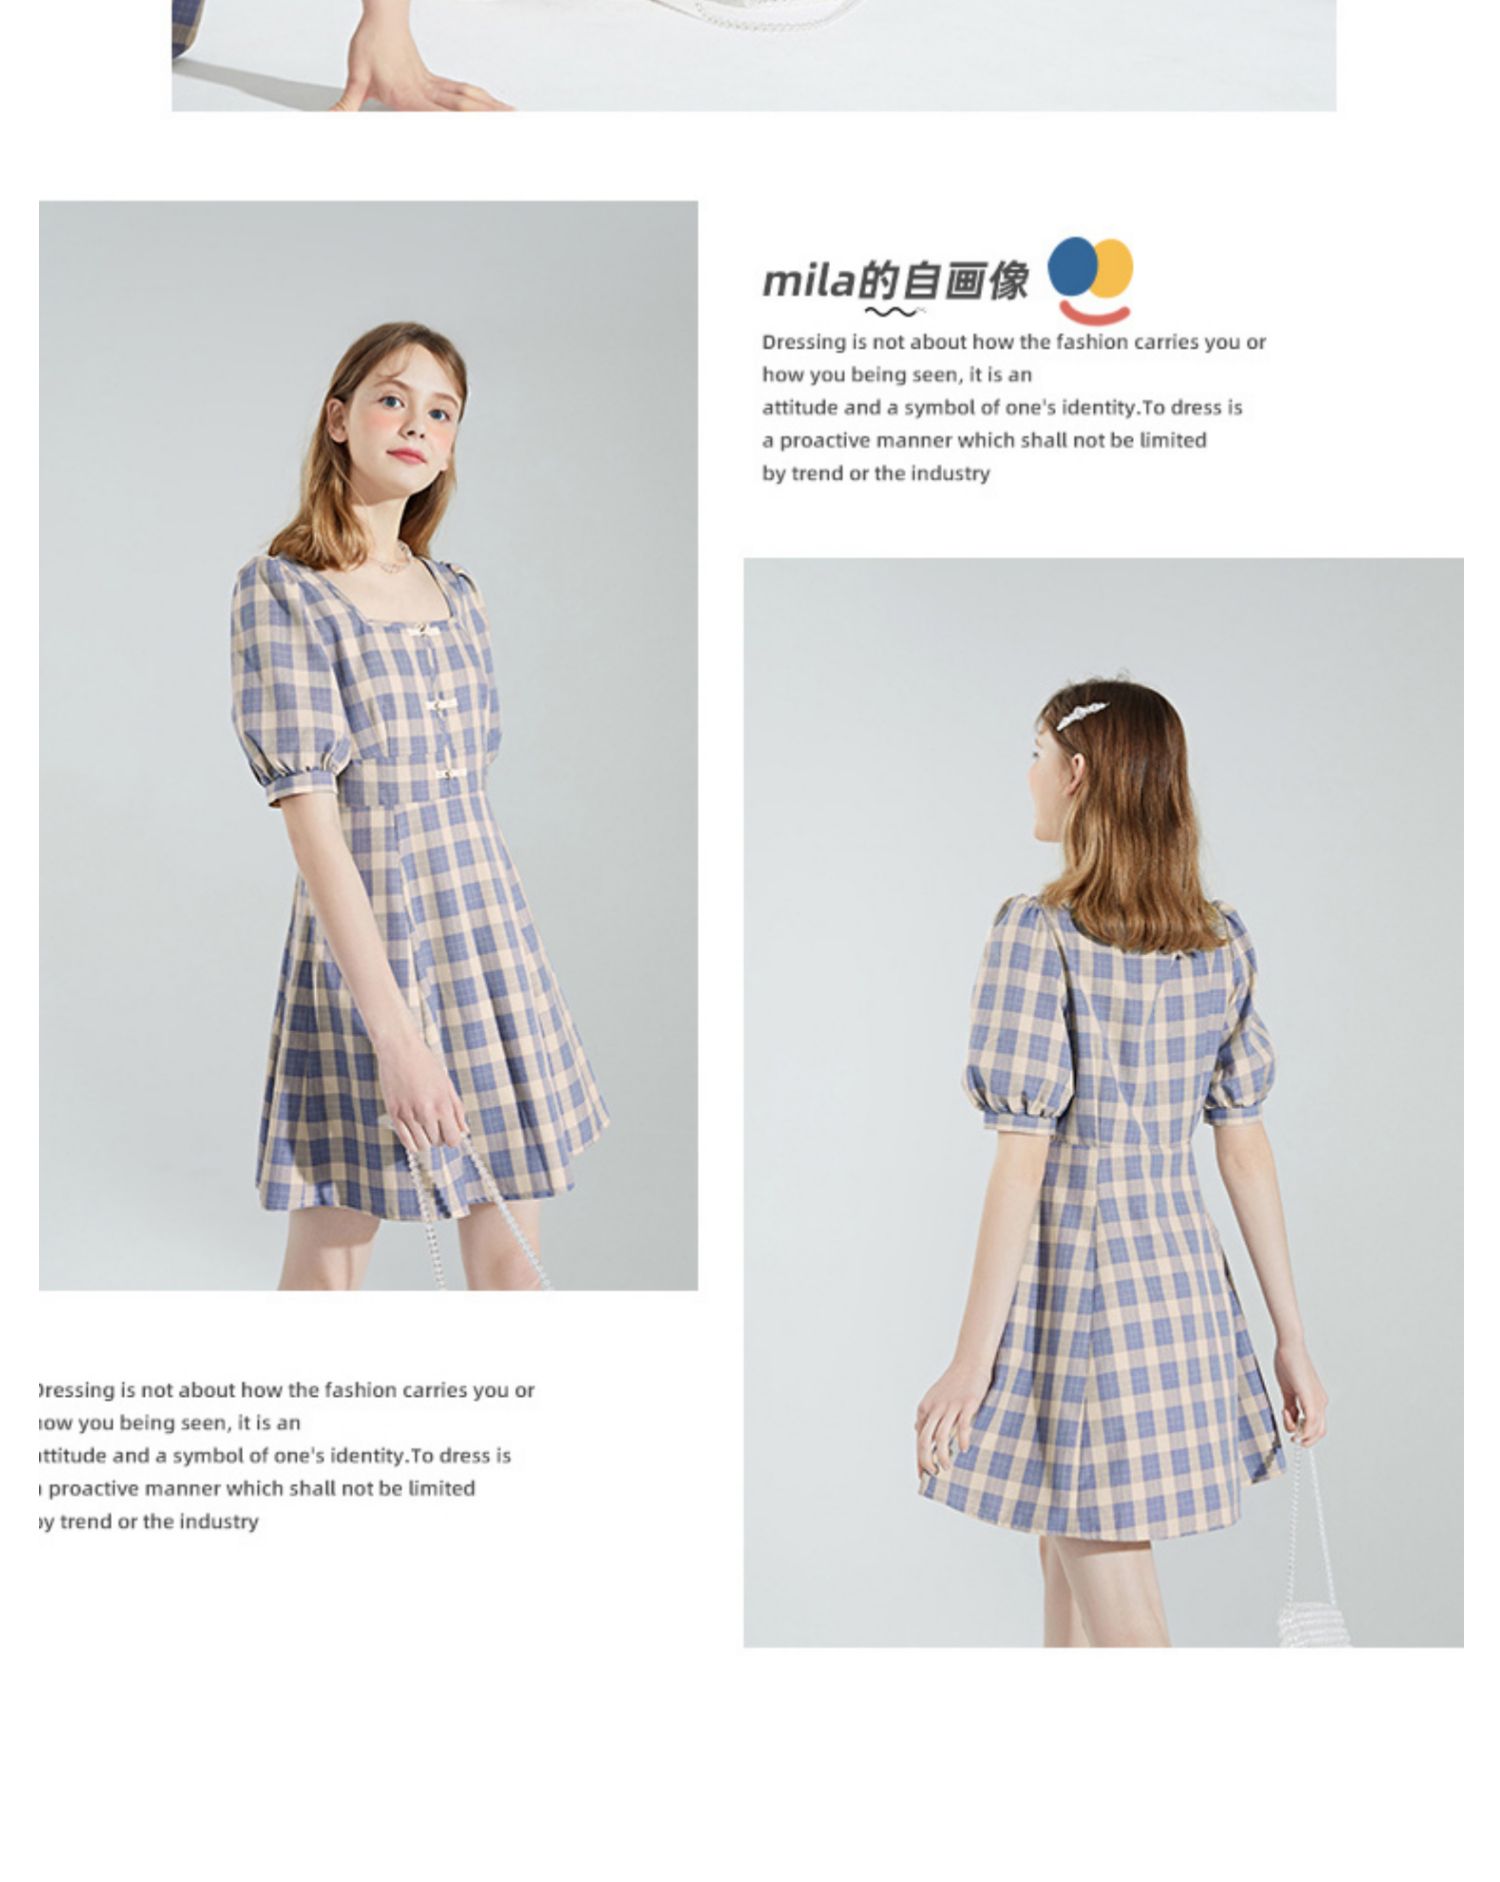 mila的自画像
Dressing is not about how the fashion carries you or
how you being seen, it is an
attitude and a symbol of one's identity.To dress is
a proactive manner which shall not be limited
by trend or the industry
ressing is not about how the fashion carries you or
ow you being seen, it is an
ttitude and a symbol of one's identity.To dress is
proactive manner which shall not be limited
by trend or the industry